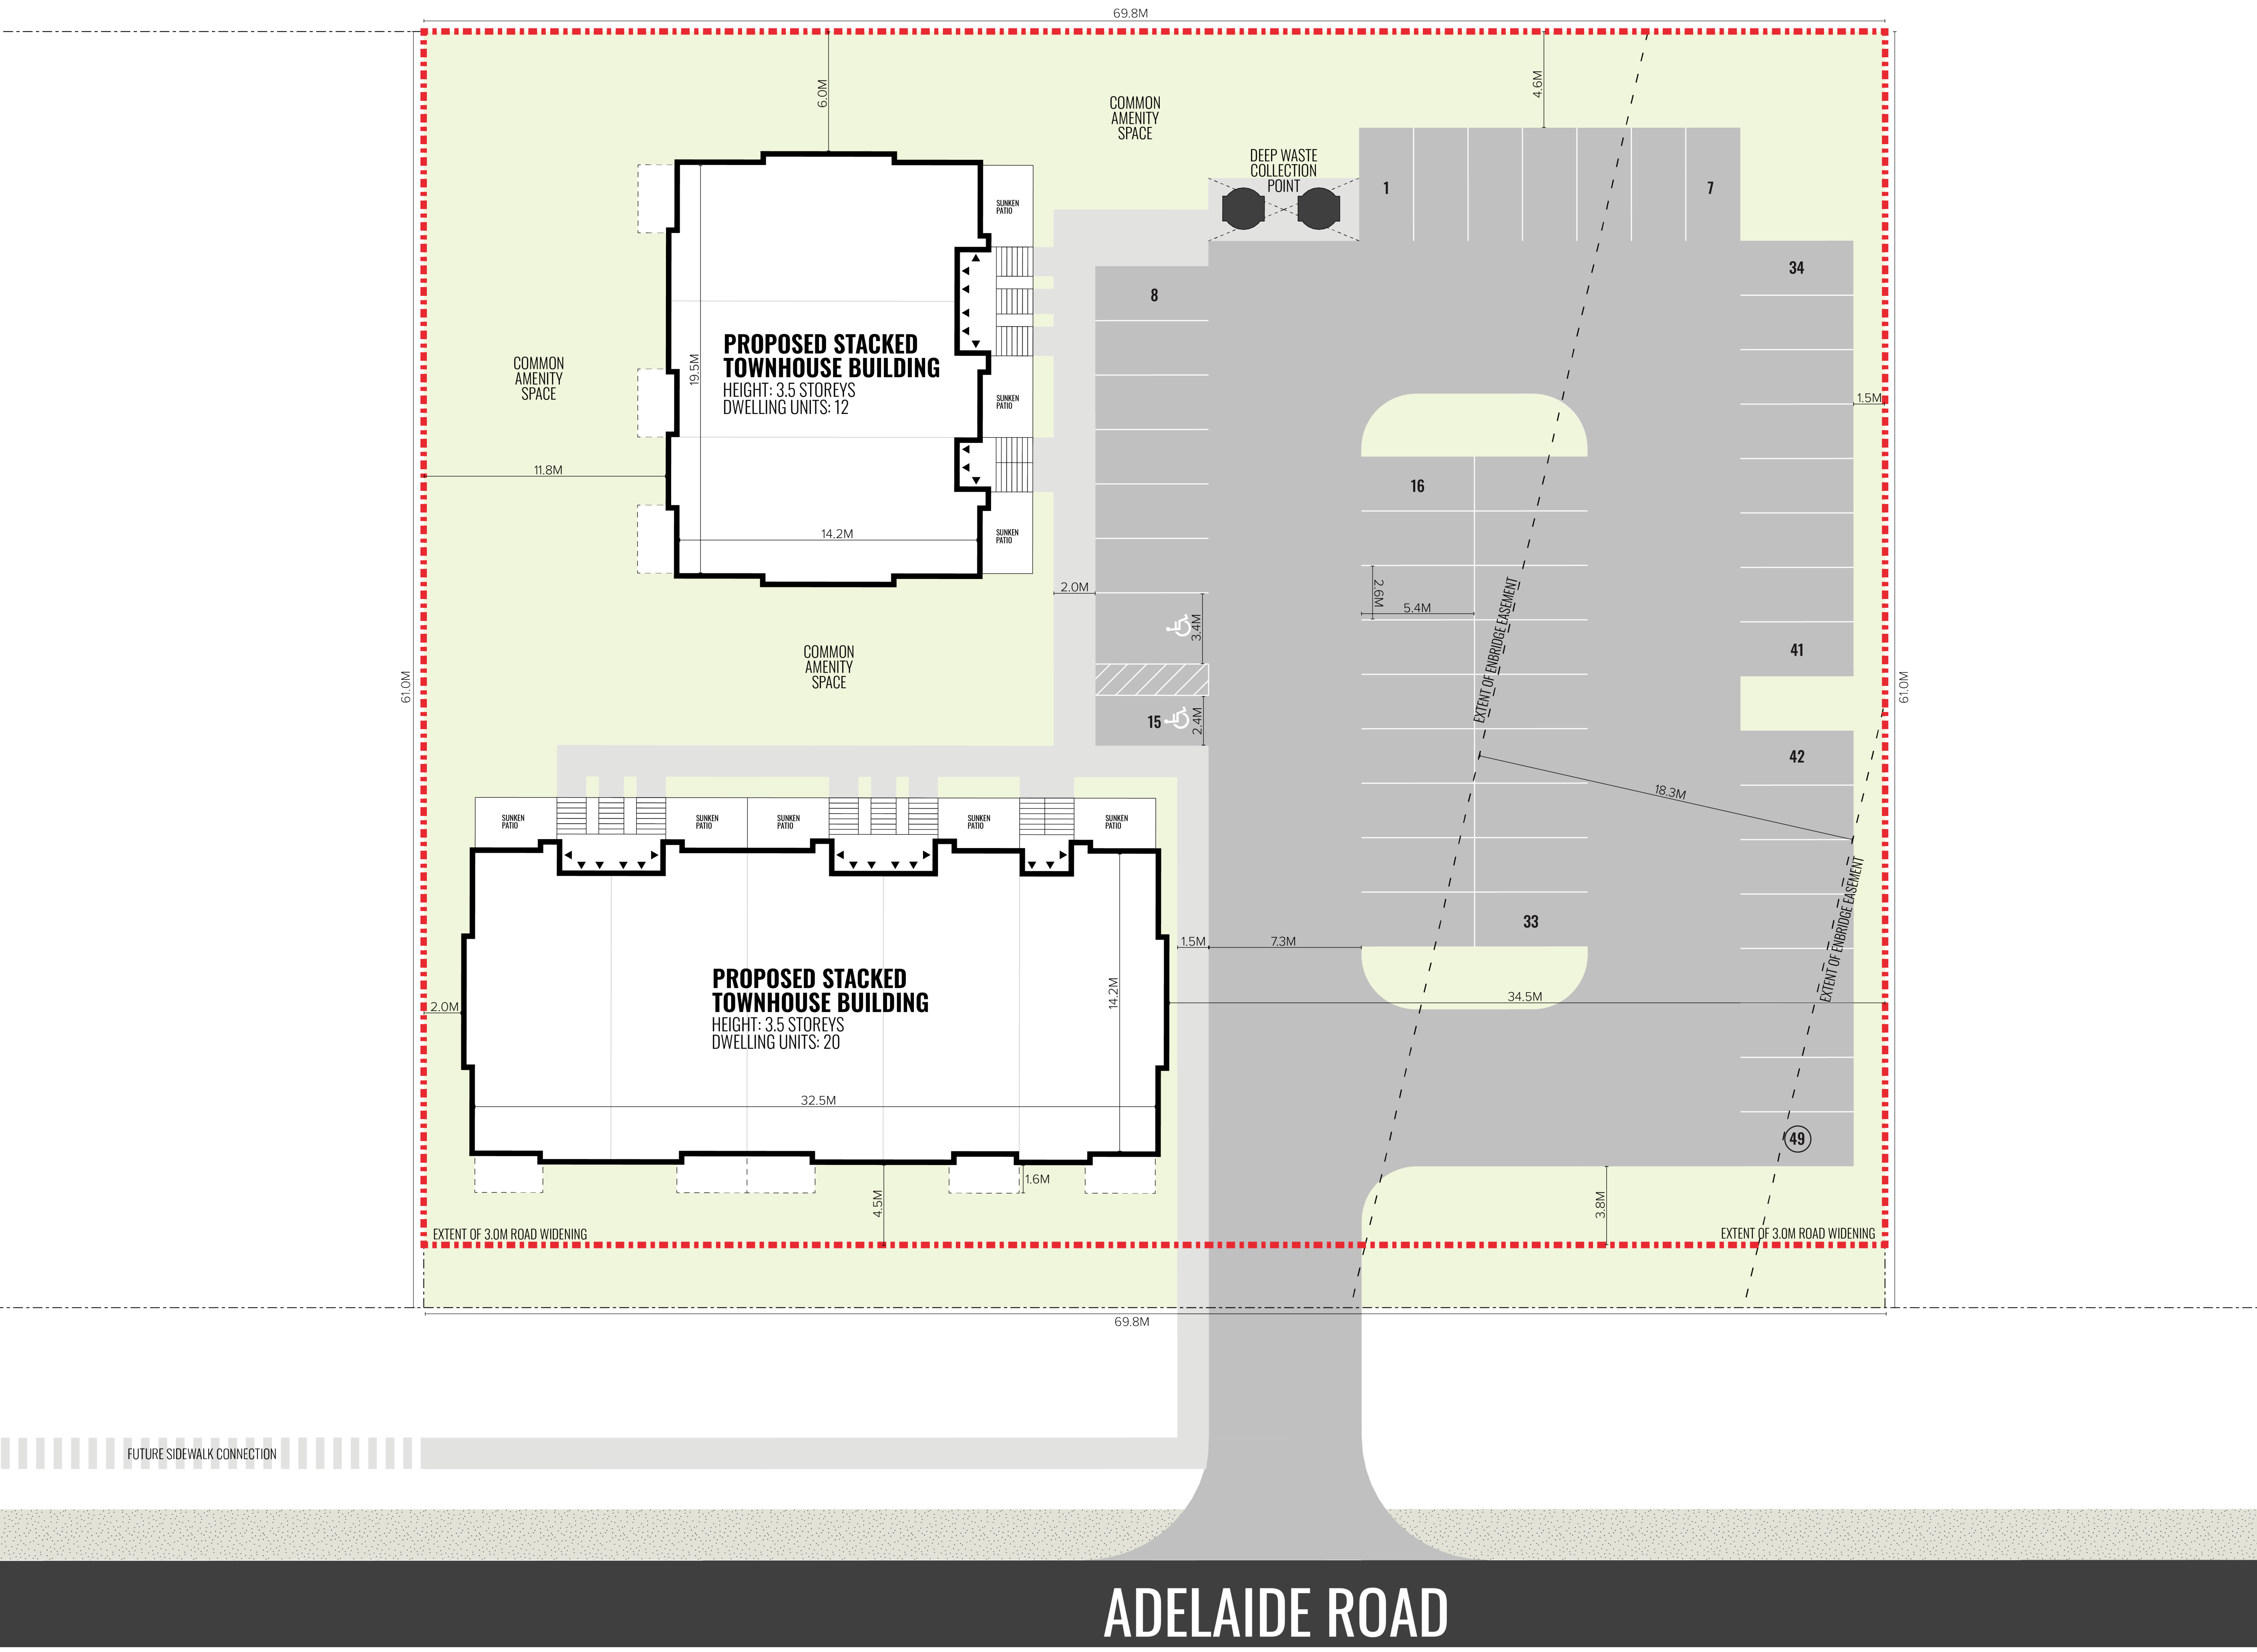 69.8M
6.0M
4.6M
COMMON
AMENITY
SPACE
DEEP WASTE
COLLECTION
POINT
1
7
SUNKEN
PATIO
34
8
PROPOSED STACKED
TOWNHOUSE BUILDING
HEIGHT: 3.5 STOREYS
DWELLING UNITS: 12
19.5M
COMMON
AMENITY
SPACE
SUNKEN
PATIO
1.5M
11.8M
16
14.2M
SUNKEN
PATIO
2.0M
2.6M
5.4M
3.4M
EXTENT OF ENBRIDGE EASEMENT
COMMON
AMENITY
SPACE
41
61.0M
61.0M
15
2.4M
42
18.3M
SUNKEN
PATIO
SUNKEN
PATIO
SUNKEN
PATIO
SUNKEN
PATIO
SUNKEN
PATIO
EXTENT OF ENBRIDGE EASEMENT
33
1.5M
7.3M
PROPOSED STACKED
TOWNHOUSE BUILDING
HEIGHT: 3.5 STOREYS
DWELLING UNITS: 20
14.2M
2.0M
34.5M
32.5M
49
1.6M
4.5M
3.8M
EXTENT OF 3.0M ROAD WIDENING
EXTENT OF 3.0M ROAD WIDENING
69.8M
FUTURE SIDEWALK CONNECTION
ADELAIDE ROAD